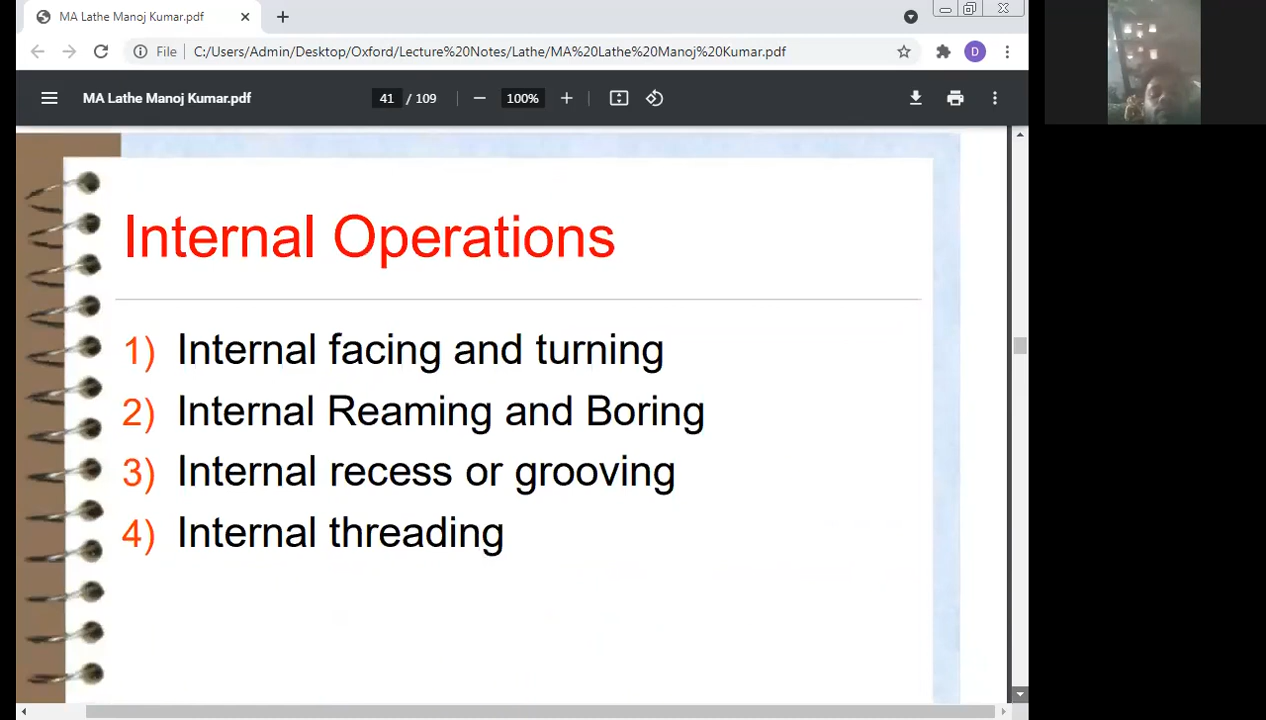 MA Lathe Manoj Kumar.pdf
File C:/Users/Admin/Desktop/Oxford/Lecture%20Notes/Lathe/MA%20Lathe%20Manoj%20Kumar.pdf D
MA Lathe Manoj Kumar.pdf 41 / 109 100%
Internal Operations
1) Internal facing and turning
2) Internal Reaming and Boring
3) Internal recess or grooving
4) Internal threading